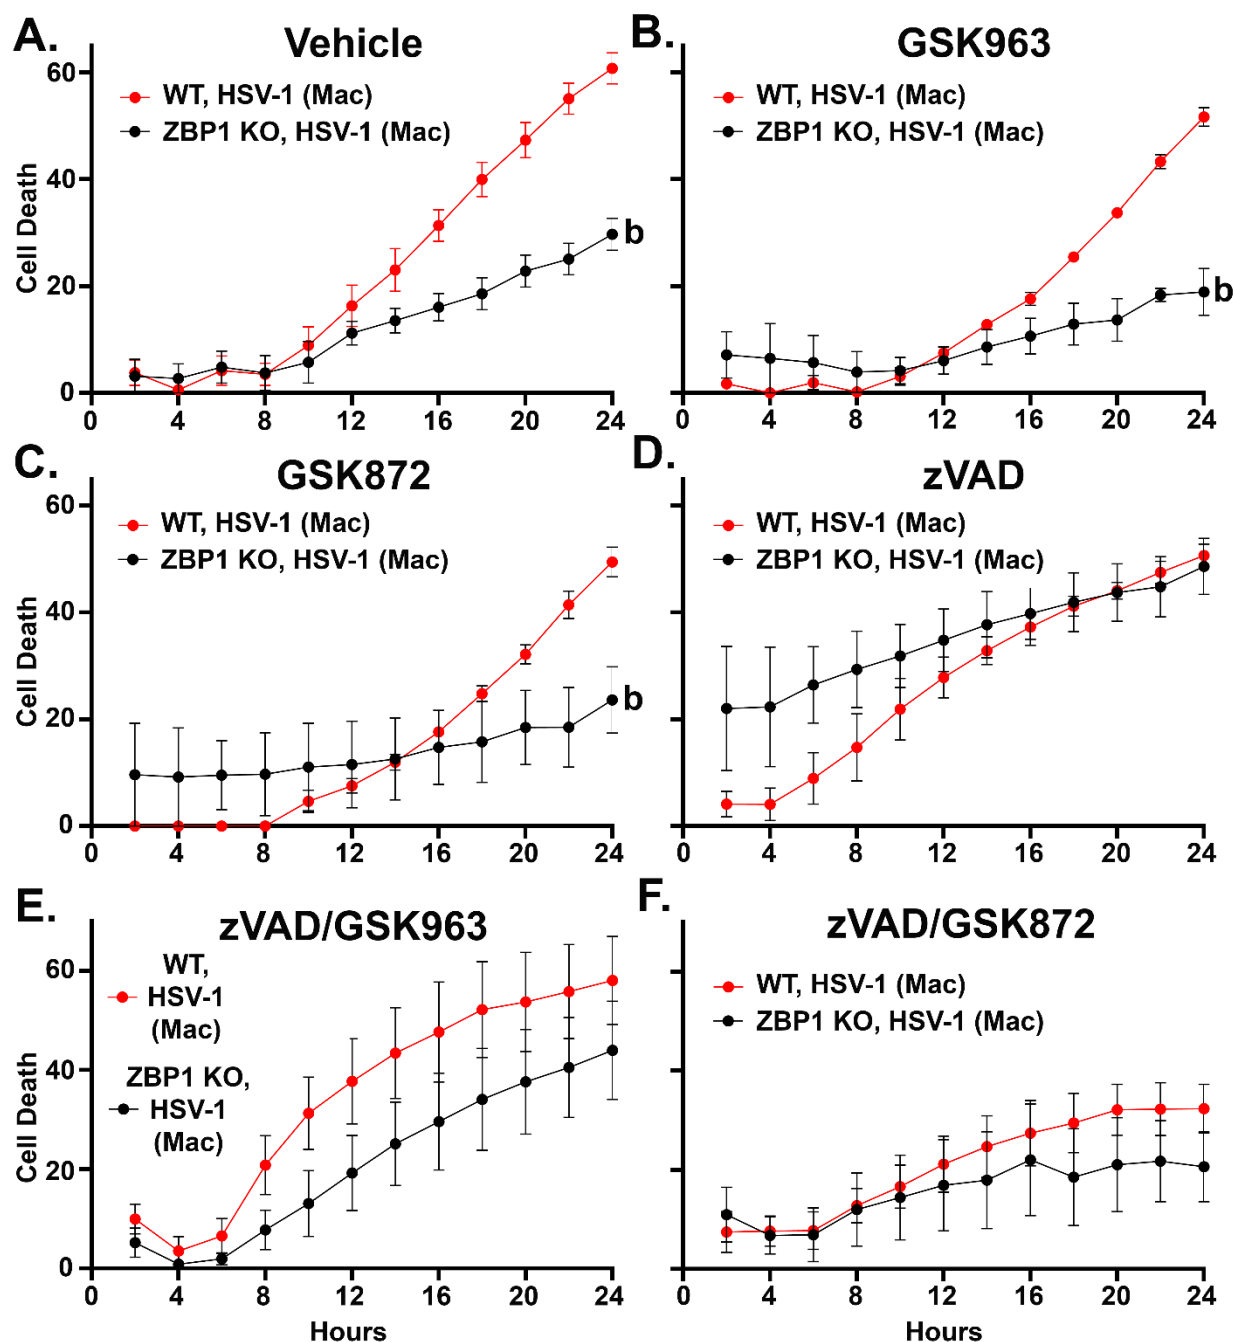 A.
Vehicle
WT, HSV-1 (Mac)
ZBP1 KO, HSV-1 (Mac)
Cell Death
60
40
20
0
b
0 4 8 12 16 20 24
B.
GSK963
WT, HSV-1 (Mac)
ZBP1 KO, HSV-1 (Mac)
b
0 4 8 12 16 20 24
C.
GSK872
WT, HSV-1 (Mac)
ZBP1 KO, HSV-1 (Mac)
Cell Death
60
40
20
0
b
0 4 8 12 16 20 24
D.
zVAD
WT, HSV-1 (Mac)
ZBP1 KO, HSV-1 (Mac)
0 4 8 12 16 20 24
E.
zVAD/GSK963
WT,
HSV-1
(Mac)
ZBP1 KO,
HSV-1
(Mac)
Cell Death
60
40
20
0
0 4 8 12 16 20 24
Hours
F.
zVAD/GSK872
WT, HSV-1 (Mac)
ZBP1 KO, HSV-1 (Mac)
0 4 8 12 16 20 24
Hours